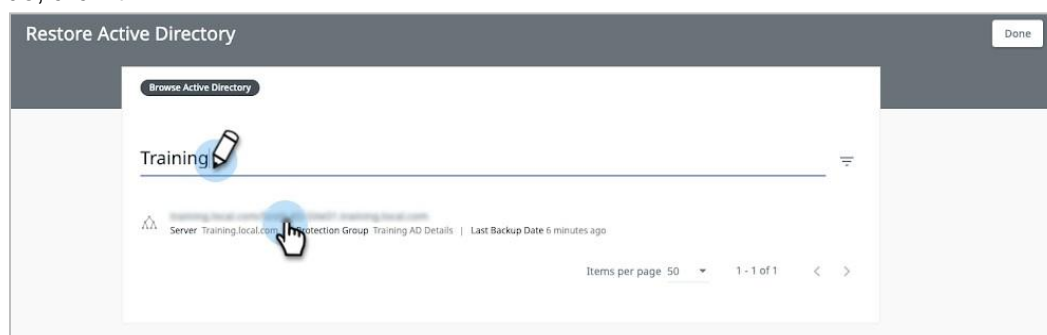 Restore Active Directory
Done
Browse Active Directory
Training
Server Training.local.com Protection Group Training AD Details | Last Backup Date 6 minutes ago
Items per page 50 1 - 1 of 1